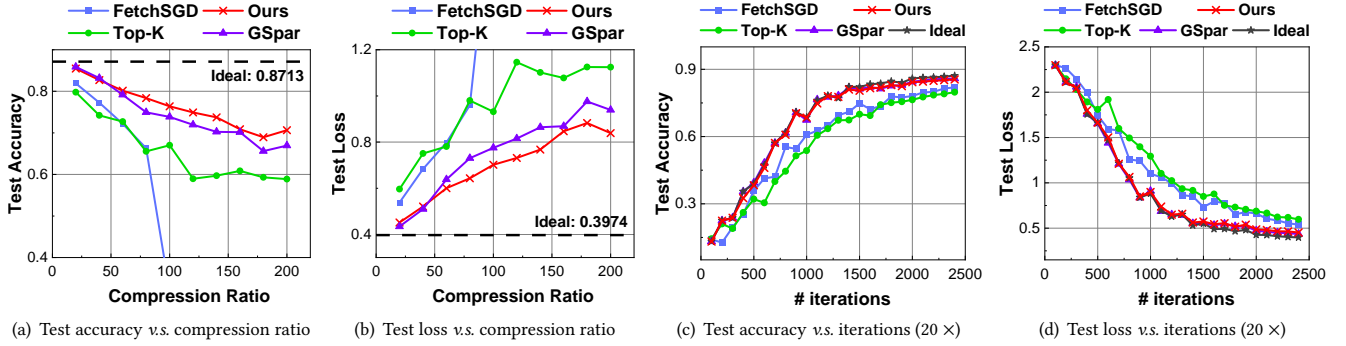 FetchSGD Ours
Top-K GSpar
Ideal: 0.8713
Test Accuracy
0.4 0.6 0.8 1.0
0 50 100 150 200
Compression Ratio
(a) Test accuracy v.s. compression ratio
FetchSGD Ours
Top-K GSpar
Ideal: 0.3974
Test Loss
0.4 0.8 1.2
0 50 100 150 200
Compression Ratio
(b) Test loss v.s. compression ratio
FetchSGD Ours
Top-K GSpar Ideal
Test Accuracy
0.3 0.6 0.9
0 500 1000 1500 2000 2500
# iterations
(c) Test accuracy v.s. iterations (20 ×)
FetchSGD Ours
Top-K GSpar Ideal
Test Loss
0.5 1 1.5 2 2.5
0 500 1000 1500 2000 2500
# iterations
(d) Test loss v.s. iterations (20 ×)